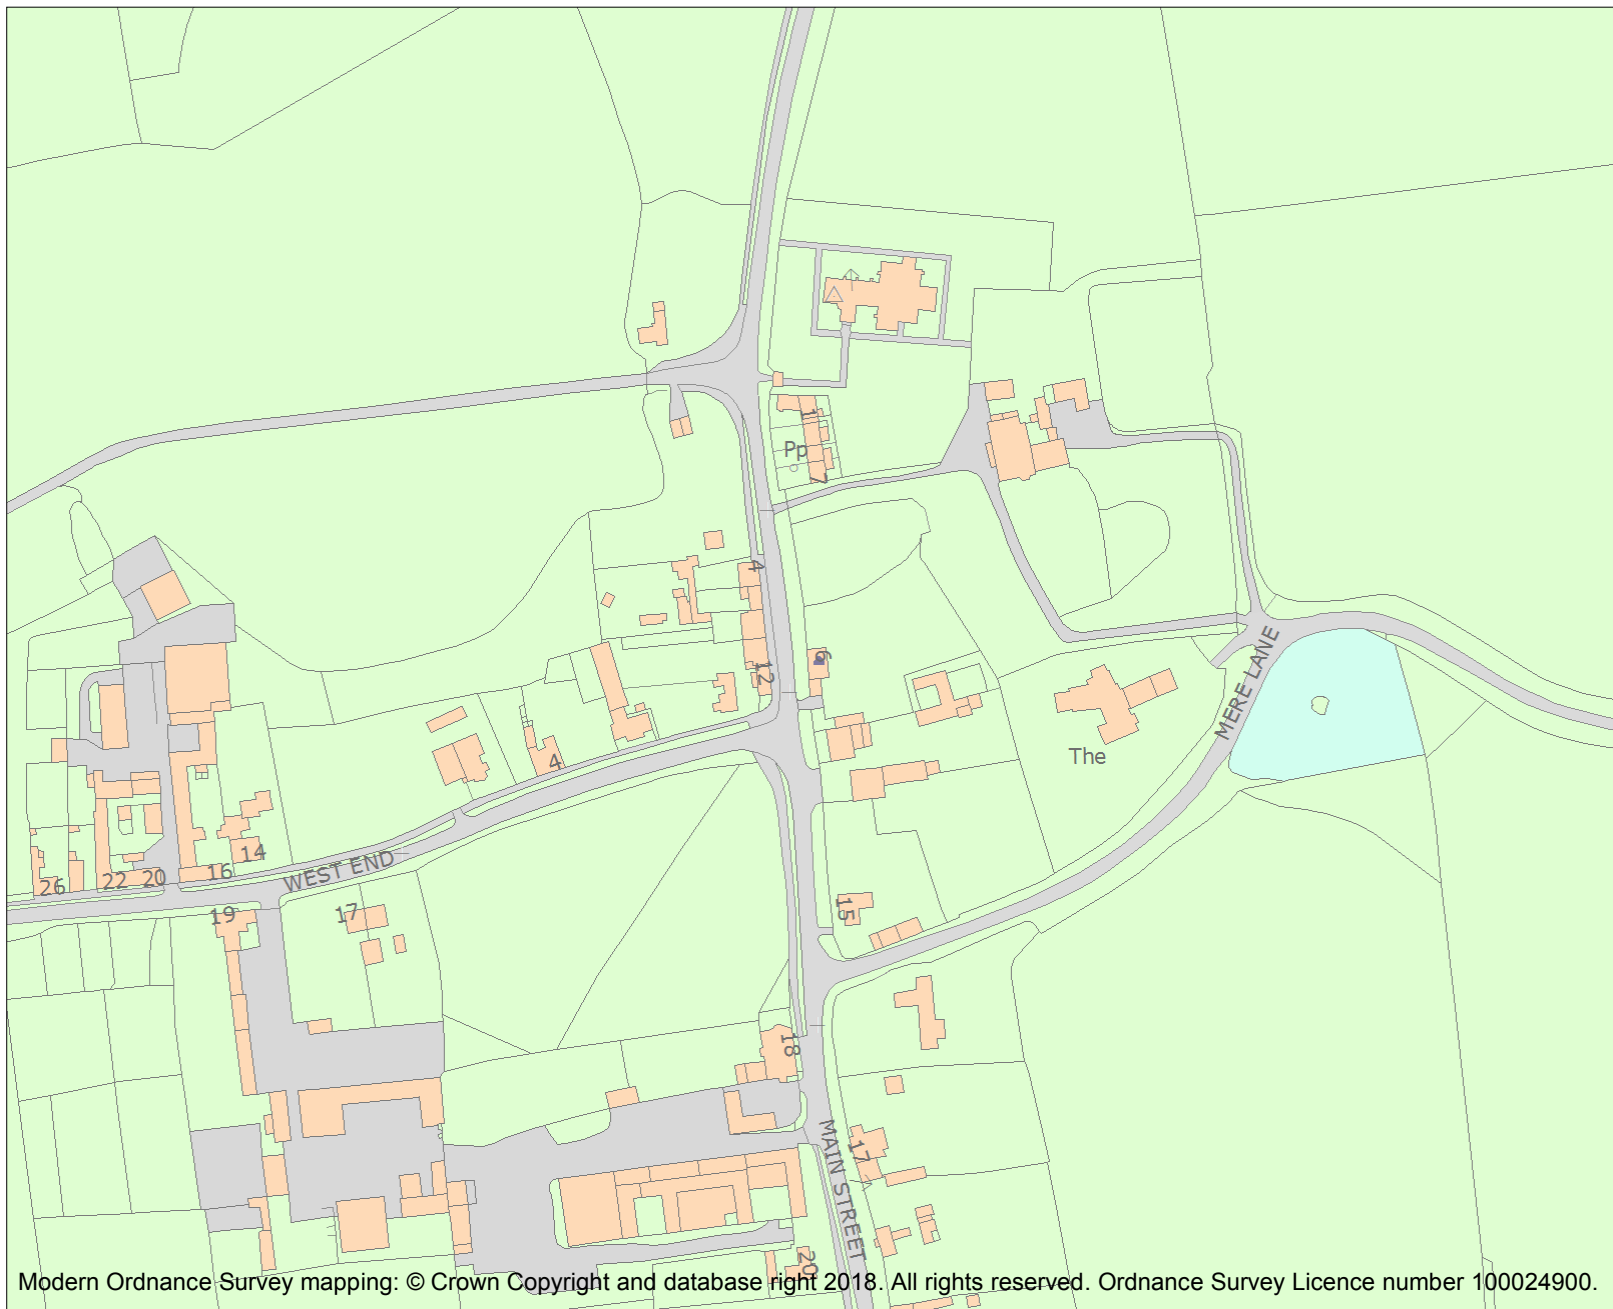 1
Pp
7
4
6
12
MERE LANE
The
4
14
16
WEST END
26
22
20
19
17
15
18
MAIN STREET
17
20
Modern Ordnance Survey mapping: © Crown Copyright and database right 2018. All rights reserved. Ordnance Survey Licence number 100024900.